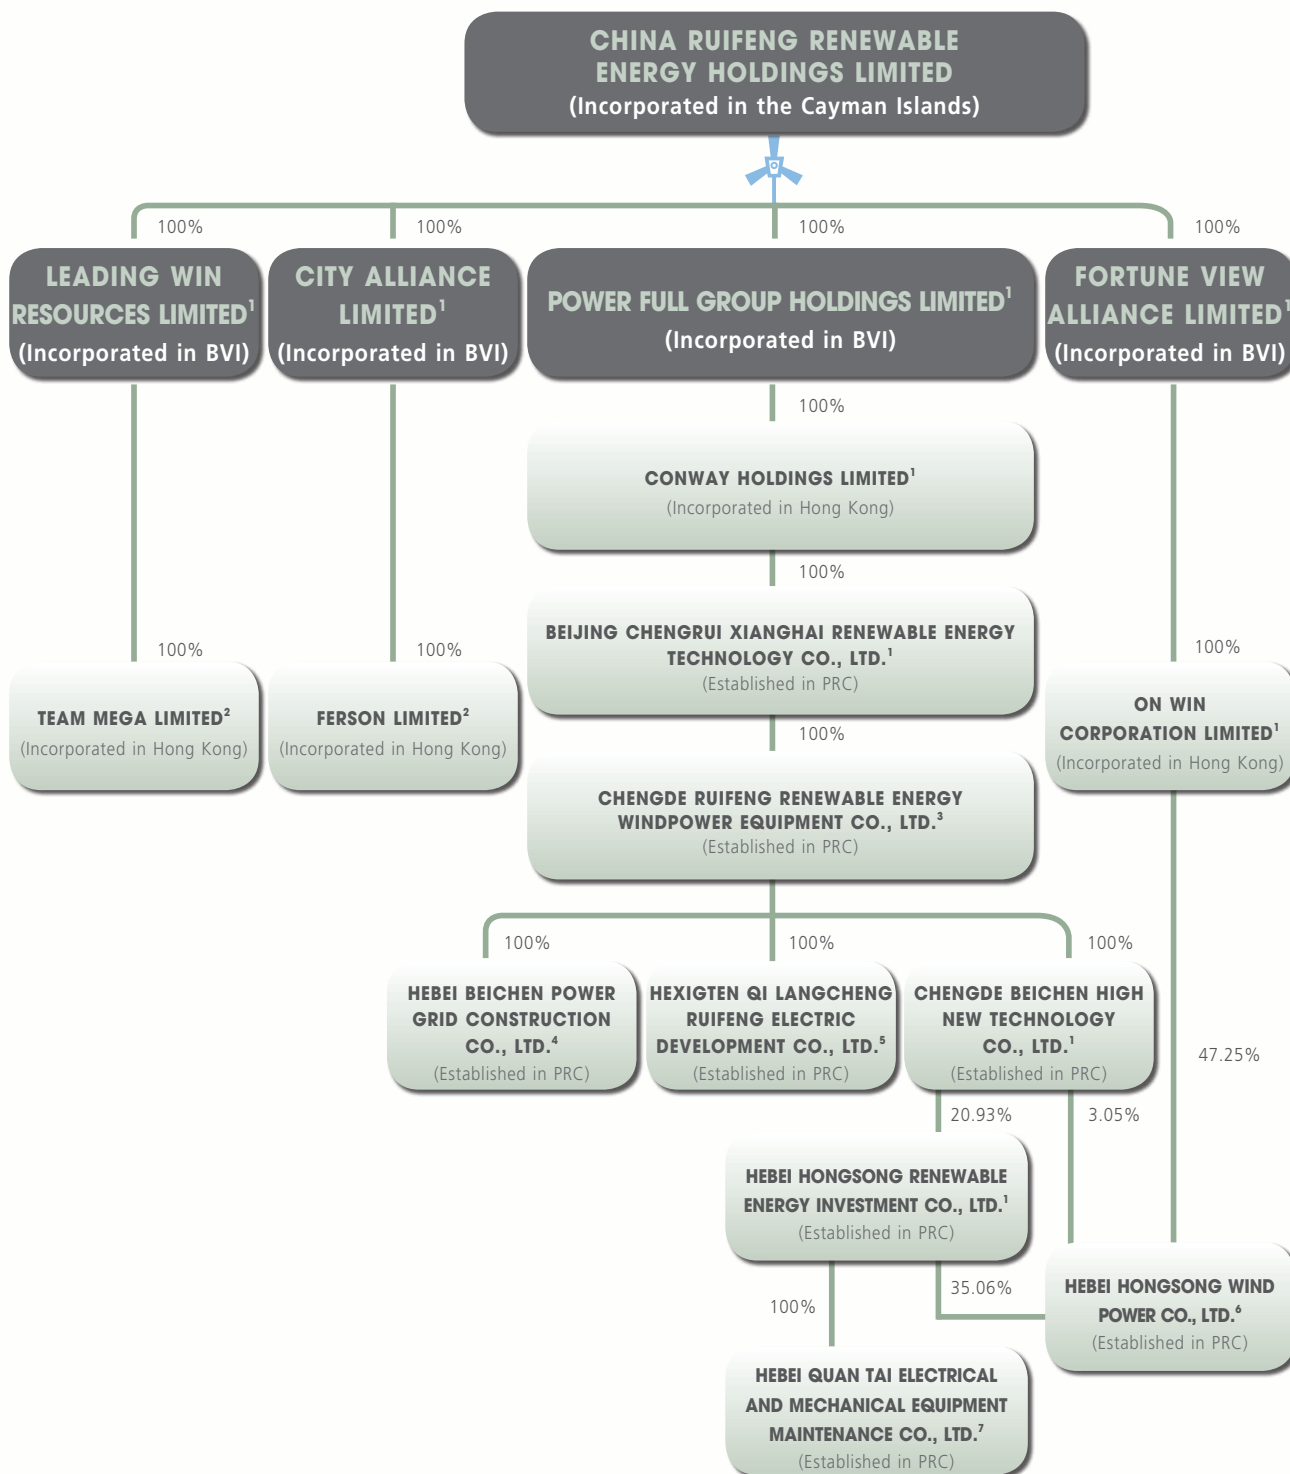 CHINA RUIFENG RENEWABLE
ENERGY HOLDINGS LIMITED
(Incorporated in the Cayman Islands)
100%
100%
100%
100%
LEADING WIN
RESOURCES LIMITED¹
(Incorporated in BVI)
CITY ALLIANCE
LIMITED¹
(Incorporated in BVI)
POWER FULL GROUP HOLDINGS LIMITED¹
(Incorporated in BVI)
FORTUNE VIEW
ALLIANCE LIMITED¹
(Incorporated in BVI)
100%
CONWAY HOLDINGS LIMITED¹
(Incorporated in Hong Kong)
100%
BEIJING CHENGRUI XIANGHAI RENEWABLE ENERGY
TECHNOLOGY CO., LTD.¹
(Established in PRC)
100%
100%
100%
TEAM MEGA LIMITED²
(Incorporated in Hong Kong)
FERSON LIMITED²
(Incorporated in Hong Kong)
ON WIN
CORPORATION LIMITED¹
(Incorporated in Hong Kong)
100%
CHENGDE RUIFENG RENEWABLE ENERGY
WINDPOWER EQUIPMENT CO., LTD.³
(Established in PRC)
100%
100%
100%
HEBEI BEICHEN POWER
GRID CONSTRUCTION
CO., LTD.⁴
(Established in PRC)
HEXIGTEN QI LANGCHENG
RUIFENG ELECTRIC
DEVELOPMENT CO., LTD.⁵
(Established in PRC)
CHENGDE BEICHEN HIGH
NEW TECHNOLOGY
CO., LTD.¹
(Established in PRC)
47.25%
20.93%
3.05%
HEBEI HONGSONG RENEWABLE
ENERGY INVESTMENT CO., LTD.¹
(Established in PRC)
35.06%
100%
HEBEI HONGSONG WIND
POWER CO., LTD.⁶
(Established in PRC)
HEBEI QUAN TAI ELECTRICAL
AND MECHANICAL EQUIPMENT
MAINTENANCE CO., LTD.⁷
(Established in PRC)